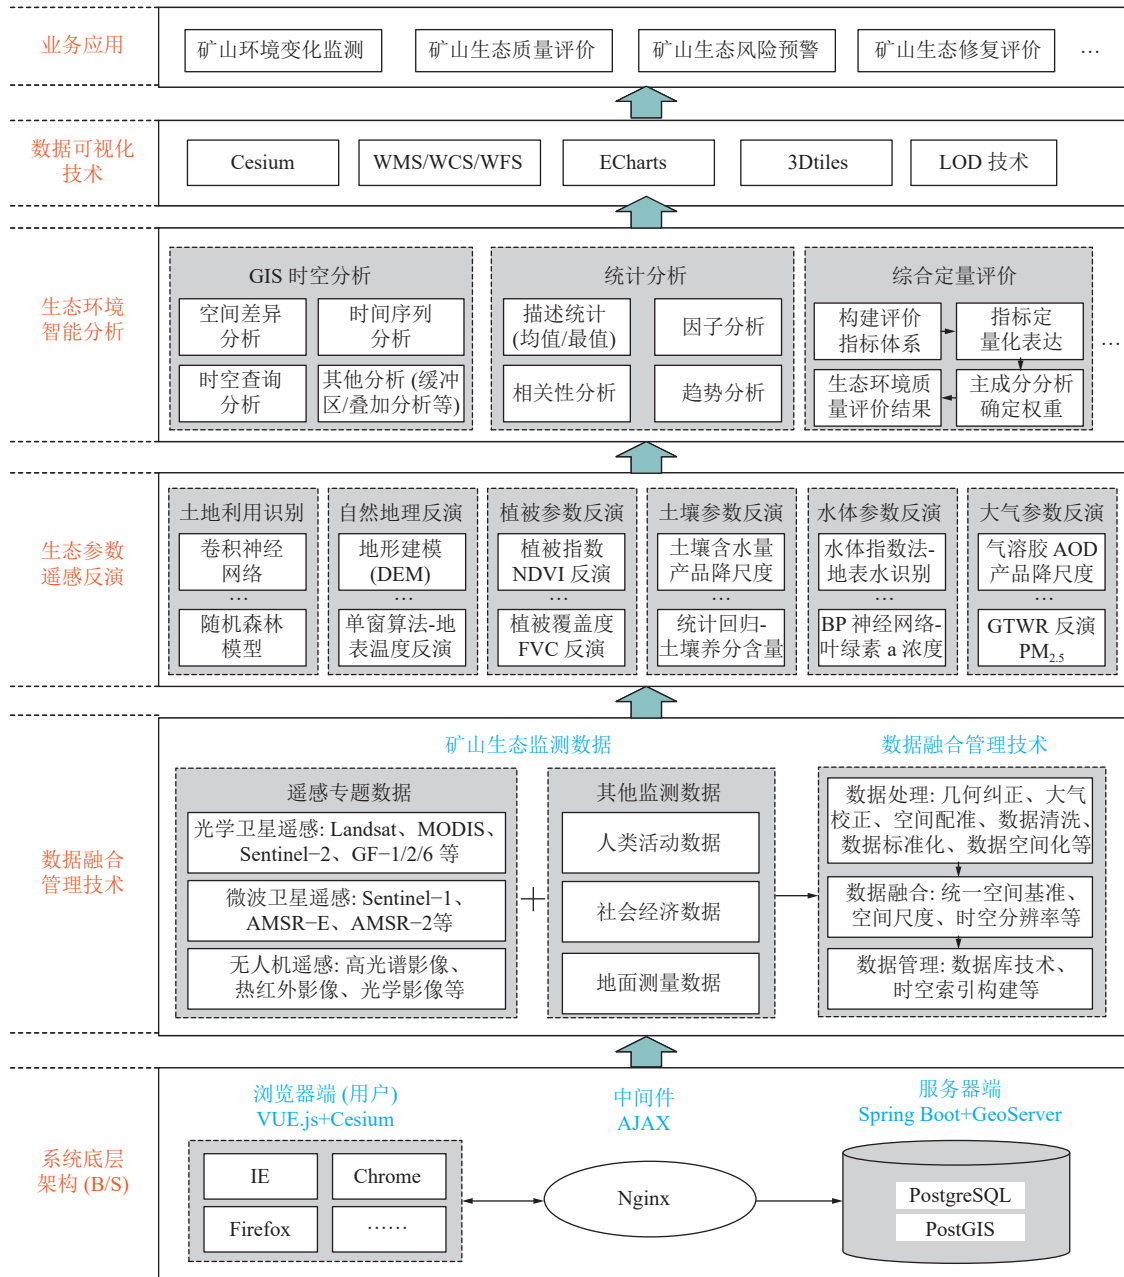 业务应用
矿山环境变化监测
矿山生态质量评价
矿山生态风险预警
矿山生态修复评价
…
数据可视化
技术
Cesium
WMS/WCS/WFS
ECharts
3Dtiles
LOD 技术
生态环境
智能分析
GIS 时空分析
空间差异
分析
时间序列
分析
时空查询
分析
其他分析 (缓冲
区/叠加分析等)
统计分析
描述统计
(均值/最值)
因子分析
相关性分析
趋势分析
综合定量评价
构建评价
指标体系
指标定
量化表达
生态环境质
量评价结果
主成分分析
确定权重
…
生态参数
遥感反演
土地利用识别
卷积神经
网络
…
随机森林
模型
自然地理反演
地形建模
(DEM)
…
单窗算法-地
表温度反演
植被参数反演
植被指数
NDVI 反演
…
植被覆盖度
FVC 反演
土壤参数反演
土壤含水量
产品降尺度
…
统计回归-
土壤养分含量
水体参数反演
水体指数法-
地表水识别
…
BP 神经网络-
叶绿素 a 浓度
大气参数反演
气溶胶 AOD
产品降尺度
…
GTWR 反演
PM2.5
数据融合
管理技术
矿山生态监测数据
遥感专题数据
光学卫星遥感: Landsat、MODIS、
Sentinel−2、GF−1/2/6 等
微波卫星遥感: Sentinel−1、
AMSR−E、AMSR−2等
无人机遥感: 高光谱影像、
热红外影像、光学影像等
+
其他监测数据
人类活动数据
社会经济数据
地面测量数据
数据融合管理技术
数据处理: 几何纠正、大气
校正、空间配准、数据清洗、
数据标准化、数据空间化等
数据融合: 统一空间基准、
空间尺度、时空分辨率等
数据管理: 数据库技术、
时空索引构建等
系统底层
架构 (B/S)
浏览器端 (用户)
VUE.js+Cesium
IE
Chrome
Firefox
……
中间件
AJAX
Nginx
服务器端
Spring Boot+GeoServer
PostgreSQL
PostGIS